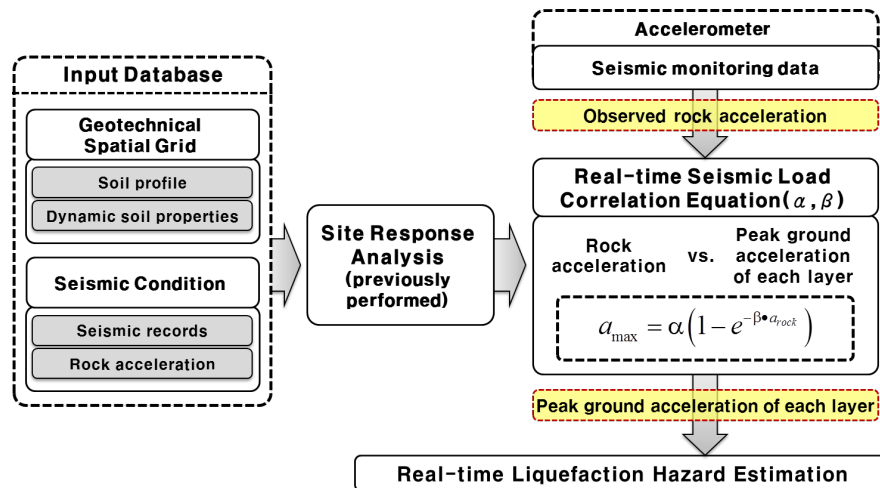 Input Database
Geotechnical
Spatial Grid
Soil profile
Dynamic soil properties
Seismic Condition
Seismic records
Rock acceleration
Site Response
Analysis
(previously
performed)
Accelerometer
Seismic monitoring data
Observed rock acceleration
Real-time Seismic Load
Correlation Equation(α, β)
Rock
acceleration
vs.
Peak ground
acceleration
of each layer
a_max = α(1 − e^{−β•a_rock})
Peak ground acceleration of each layer
Real-time Liquefaction Hazard Estimation